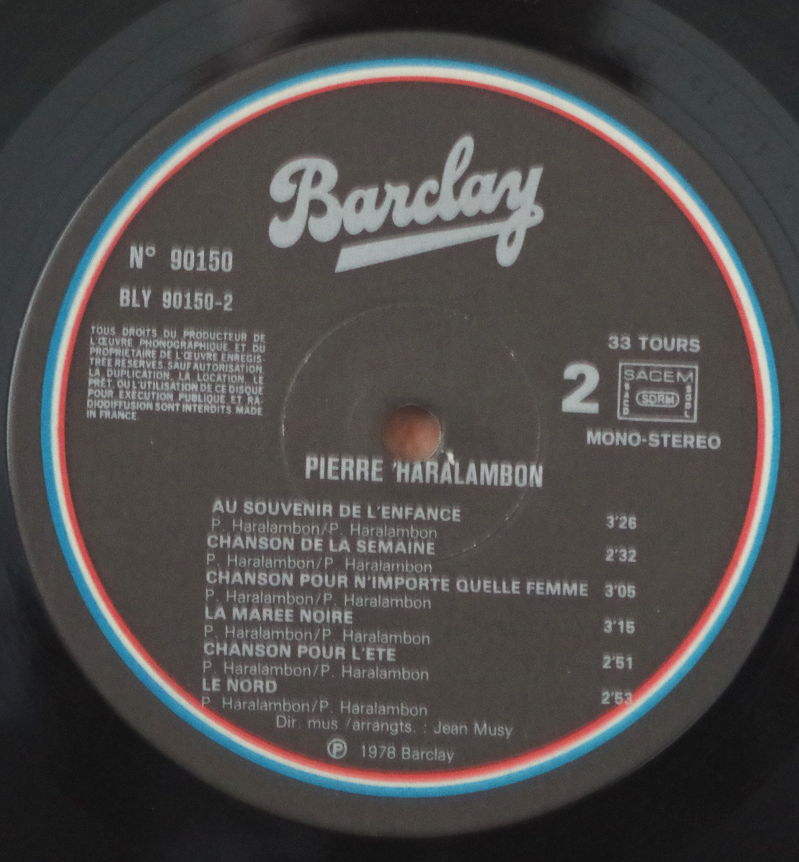 Barclay
N° 90150
BLY 90150-2
TOUS DROITS DU PRODUCTEUR DE
L'ŒUVRE PHONOGRAPHIQUE ET DU
PROPRIETAIRE DE L'ŒUVRE ENREGIS-
TREE RESERVES. SAUF AUTORISATION,
LA DUPLICATION, LA LOCATION, LE
PRÊT, OU L'UTILISATION DE CE DISQUE
POUR EXECUTION PUBLIQUE ET RA-
DIODIFFUSION SONT INTERDITS MADE
IN FRANCE.
33 TOURS
2
SACEM
SACD
SDRM
SGDL
MONO-STEREO
PIERRE HARALAMBON
AU SOUVENIR DE L'ENFANCE 3'26
P. Haralambon/P. Haralambon
CHANSON DE LA SEMAINE 2'32
P. Haralambon/P. Haralambon
CHANSON POUR N'IMPORTE QUELLE FEMME 3'05
P. Haralambon/P. Haralambon
LA MAREE NOIRE 3'15
P. Haralambon/P. Haralambon
CHANSON POUR L'ETE 2'51
P. Haralambon/P. Haralambon
LE NORD 2'53
P. Haralambon/P. Haralambon
Dir. mus /arrangts. : Jean Musy
℗ 1978 Barclay